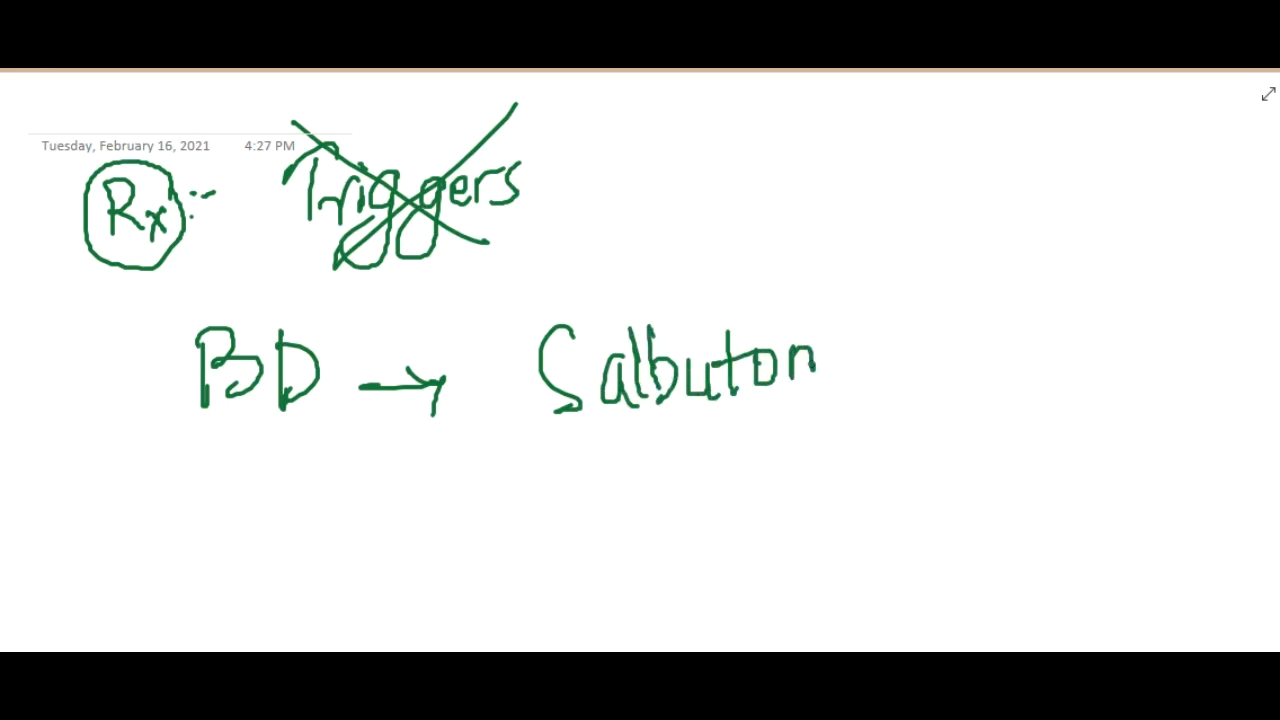 Tuesday, February 16, 2021 4:27 PM
Rx :- Triggers
BD → Salbuton